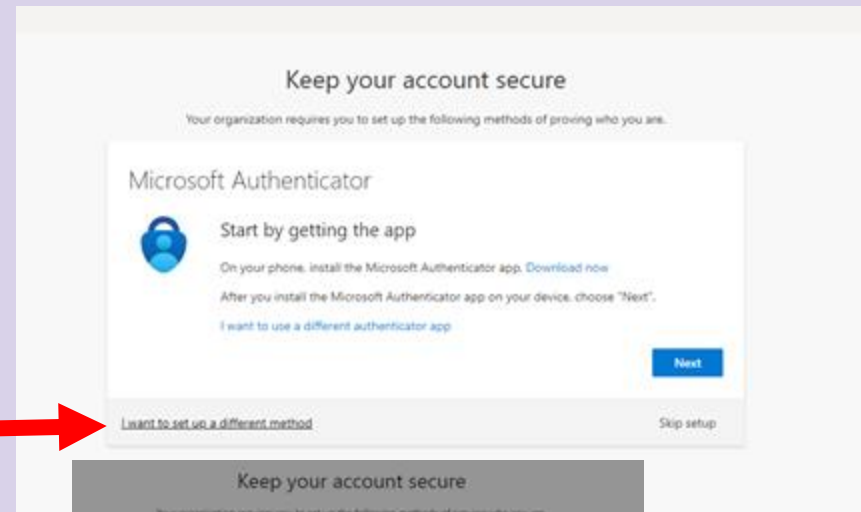 Keep your account secure
Your organization requires you to set up the following methods of proving who you are.
Microsoft Authenticator
Start by getting the app
On your phone, install the Microsoft Authenticator app. Download now
After you install the Microsoft Authenticator app on your device, choose "Next".
I want to use a different authenticator app
Next
I want to set up a different method
Skip setup
Keep your account secure